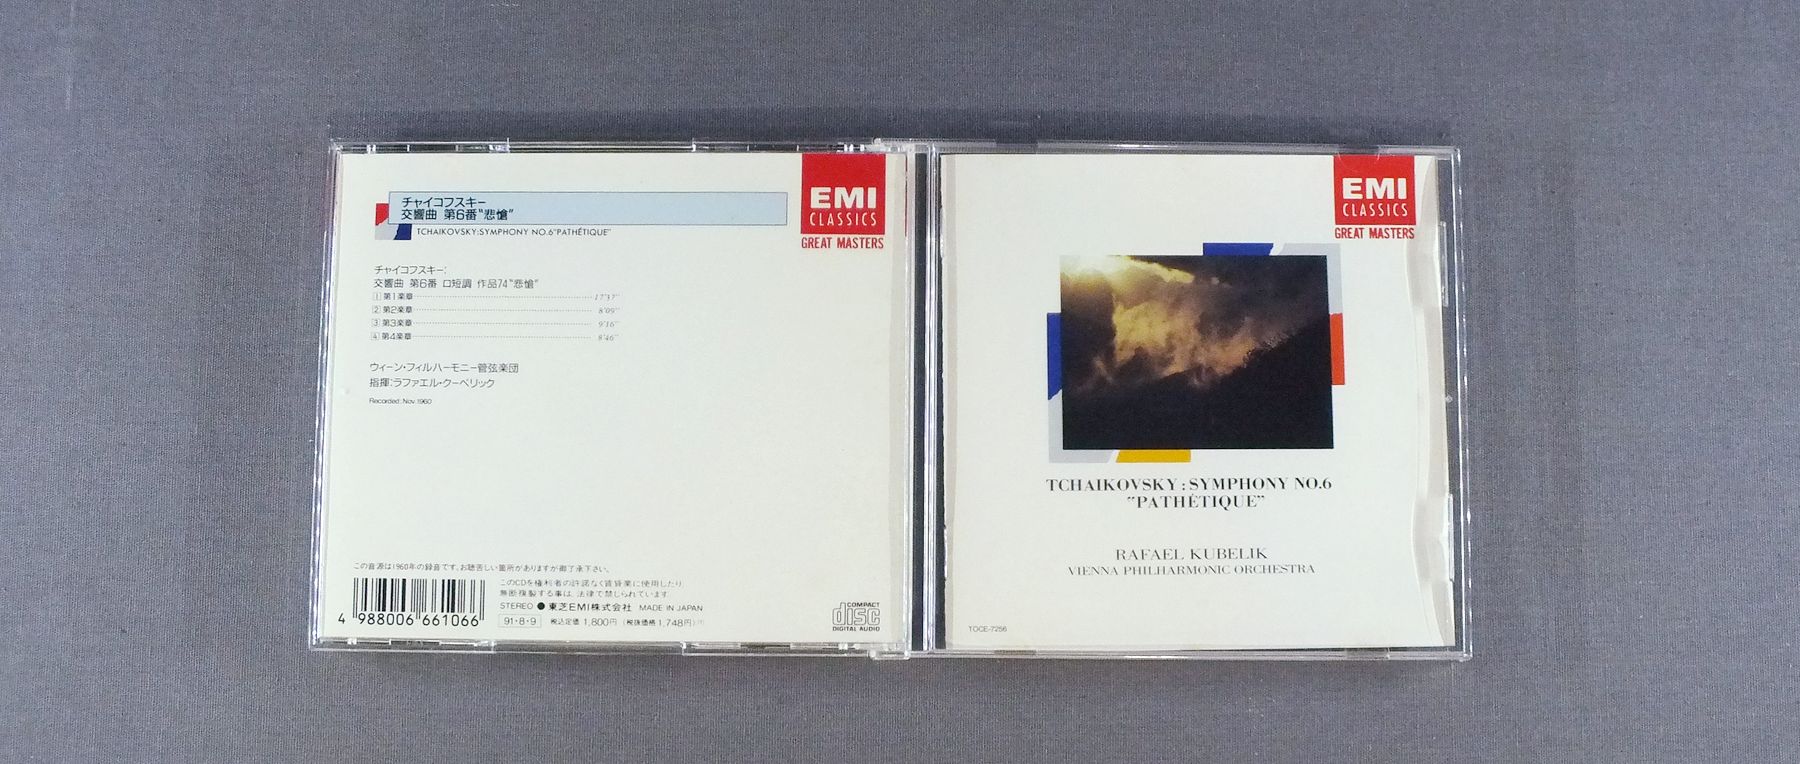 チャイコフスキー
交響曲 第6番“悲愴”
TCHAIKOVSKY:SYMPHONY NO.6“PATHÉTIQUE”
EMI
CLASSICS
GREAT MASTERS
チャイコフスキー:
交響曲 第6番 ロ短調 作品74“悲愴”
1 第1楽章 17'37"
2 第2楽章 8'09"
3 第3楽章 9'16"
4 第4楽章 8'46"
ウィーン・フィルハーモニー管弦楽団
指揮:ラファエル・クーベリック
Recorded:Nov.1960
この音源は1960年の録音です。お聴苦しい箇所がありますが御了承下さい。
このCDを権利者の許諾なく賃貸業に使用したり、
無断複製する事は、法律で禁じられています。
STEREO ● 東芝EMI株式会社 MADE IN JAPAN
91・8・9 税込定価 1,800円 (税抜価格 1,748円)
4 988006 661066
COMPACT
disc
DIGITAL AUDIO
EMI
CLASSICS
GREAT MASTERS
TCHAIKOVSKY : SYMPHONY NO.6
“PATHÉTIQUE”
RAFAEL KUBELIK
VIENNA PHILHARMONIC ORCHESTRA
TOCE-7256